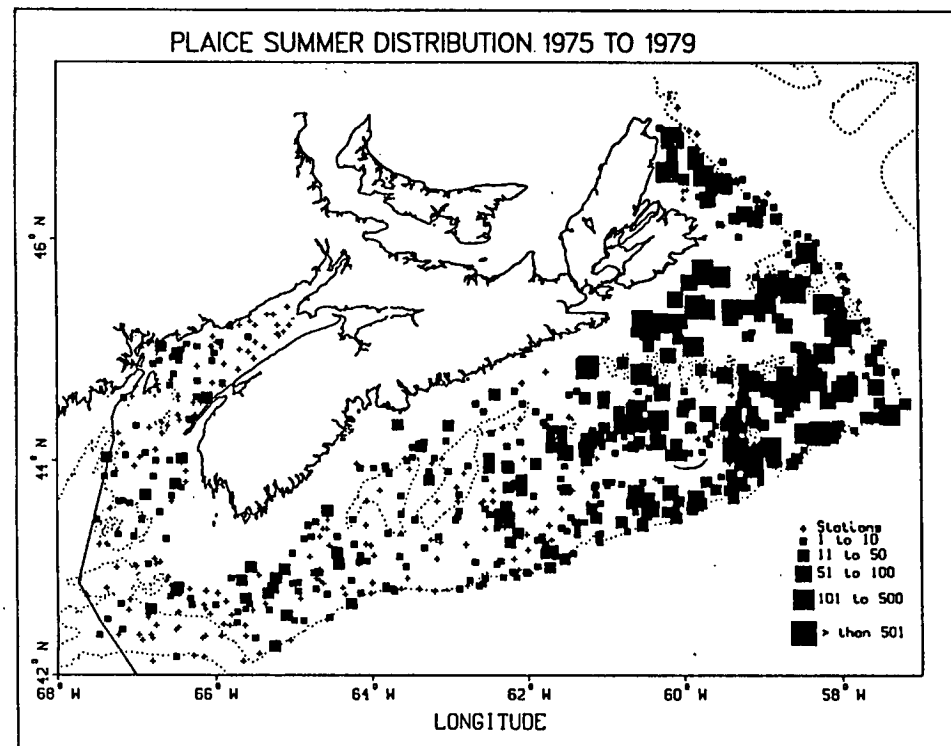 PLAICE SUMMER DISTRIBUTION 1975 TO 1979
46° N
44° N
42° N
+ Stations
1 to 10
11 to 50
51 to 100
101 to 500
> than 501
68° W 66° W 64° W 62° W 60° W 58° W
LONGITUDE